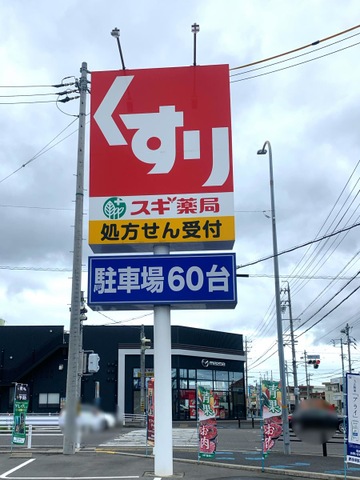 くすり
スギ薬局
処方せん受付
駐車場60台
mazda